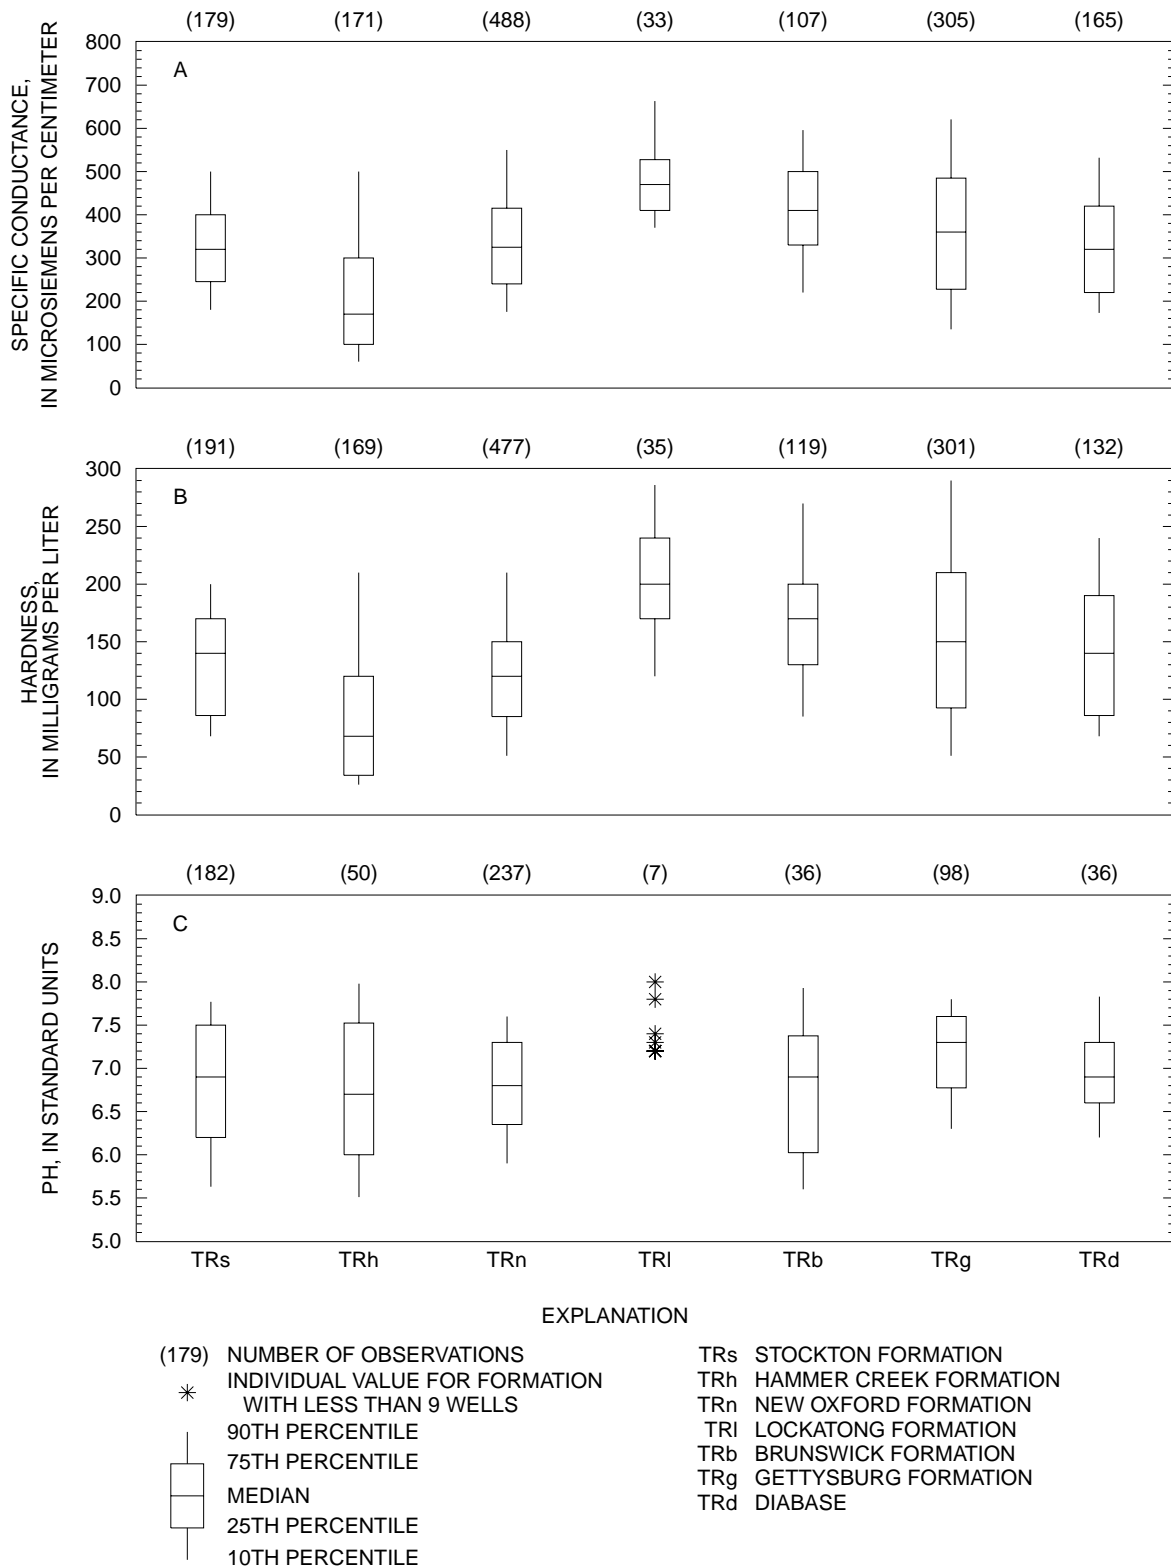 (179) (171) (488) (33) (107) (305) (165)
SPECIFIC CONDUCTANCE,
IN MICROSIEMENS PER CENTIMETER
800
700
600
500
400
300
200
100
0
A
(191) (169) (477) (35) (119) (301) (132)
HARDNESS,
IN MILLIGRAMS PER LITER
300
250
200
150
100
50
0
B
(182) (50) (237) (7) (36) (98) (36)
PH, IN STANDARD UNITS
9.0
8.5
8.0
7.5
7.0
6.5
6.0
5.5
5.0
C
TRs TRh TRn TRl TRb TRg TRd
EXPLANATION
(179) NUMBER OF OBSERVATIONS
INDIVIDUAL VALUE FOR FORMATION
WITH LESS THAN 9 WELLS
90TH PERCENTILE
75TH PERCENTILE
MEDIAN
25TH PERCENTILE
10TH PERCENTILE
TRs STOCKTON FORMATION
TRh HAMMER CREEK FORMATION
TRn NEW OXFORD FORMATION
TRl LOCKATONG FORMATION
TRb BRUNSWICK FORMATION
TRg GETTYSBURG FORMATION
TRd DIABASE